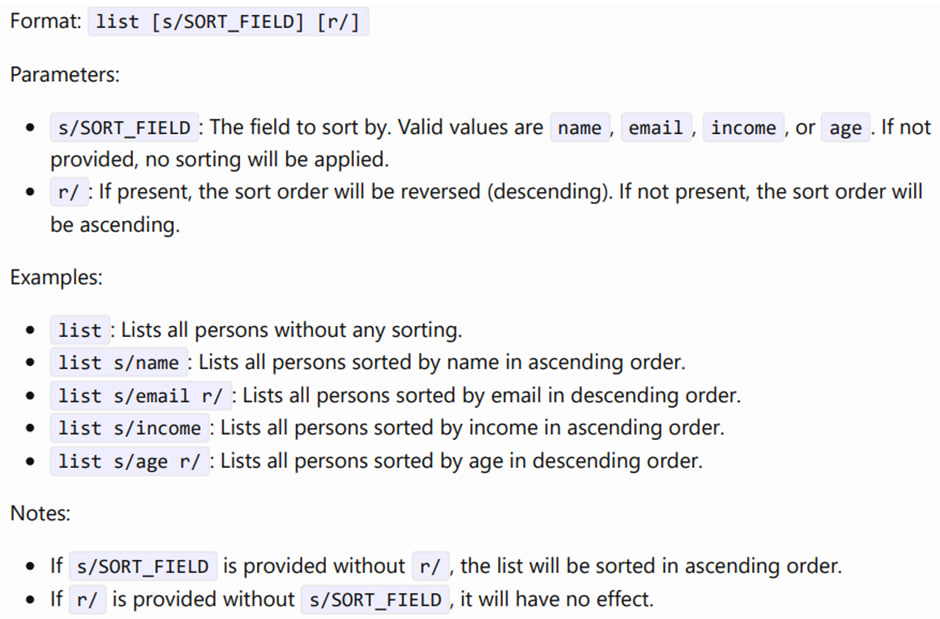 Format: list [s/SORT_FIELD] [r/]
Parameters:
• s/SORT_FIELD: The field to sort by. Valid values are name, email, income, or age. If not
provided, no sorting will be applied.
• r/: If present, the sort order will be reversed (descending). If not present, the sort order will
be ascending.
Examples:
• list: Lists all persons without any sorting.
• list s/name: Lists all persons sorted by name in ascending order.
• list s/email r/: Lists all persons sorted by email in descending order.
• list s/income: Lists all persons sorted by income in ascending order.
• list s/age r/: Lists all persons sorted by age in descending order.
Notes:
• If s/SORT_FIELD is provided without r/, the list will be sorted in ascending order.
• If r/ is provided without s/SORT_FIELD, it will have no effect.